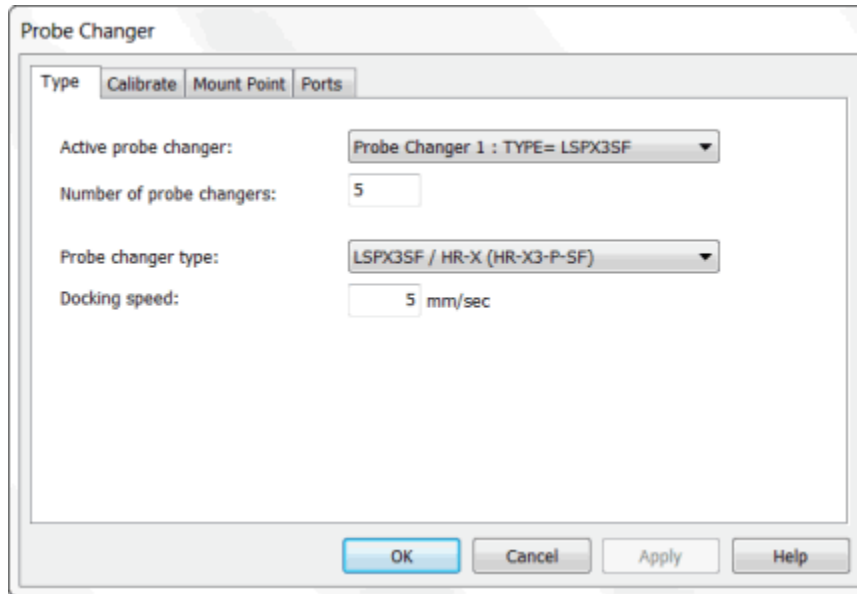 Probe Changer
Type Calibrate Mount Point Ports
Active probe changer: Probe Changer 1 : TYPE= LSPX3SF
Number of probe changers: 5
Probe changer type: LSPX3SF / HR-X (HR-X3-P-SF)
Docking speed: 5 mm/sec
OK Cancel Apply Help